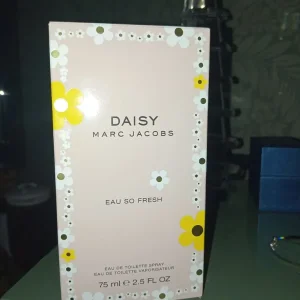 DAISY
MARC JACOBS
EAU SO FRESH
EAU DE TOILETTE SPRAY
EAU DE TOILETTE VAPORISATEUR
75 ml ℮ 2.5 FL OZ